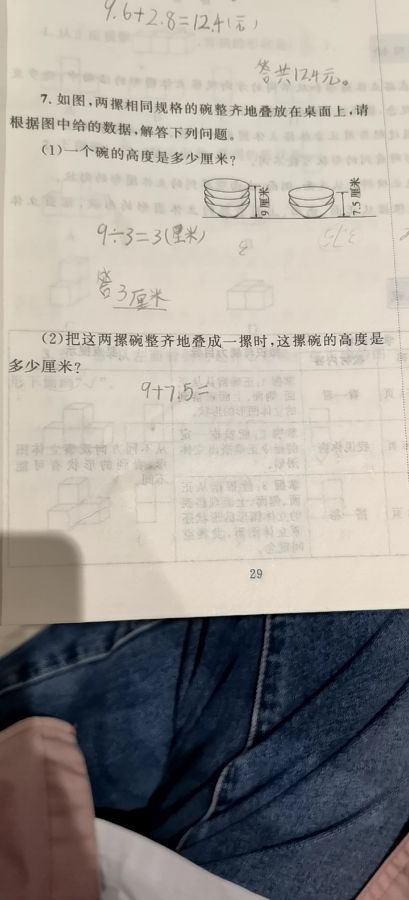 9.6+2.8=12.4(元)
答共12.4元。
7. 如图,两摞相同规格的碗整齐地叠放在桌面上,请
根据图中给的数据,解答下列问题。
(1)一个碗的高度是多少厘米?
9厘米
7.5厘米
9÷3=3(厘米)
答3厘米
(2)把这两摞碗整齐地叠成一摞时,这摞碗的高度是
多少厘米?
9+7.5=
29